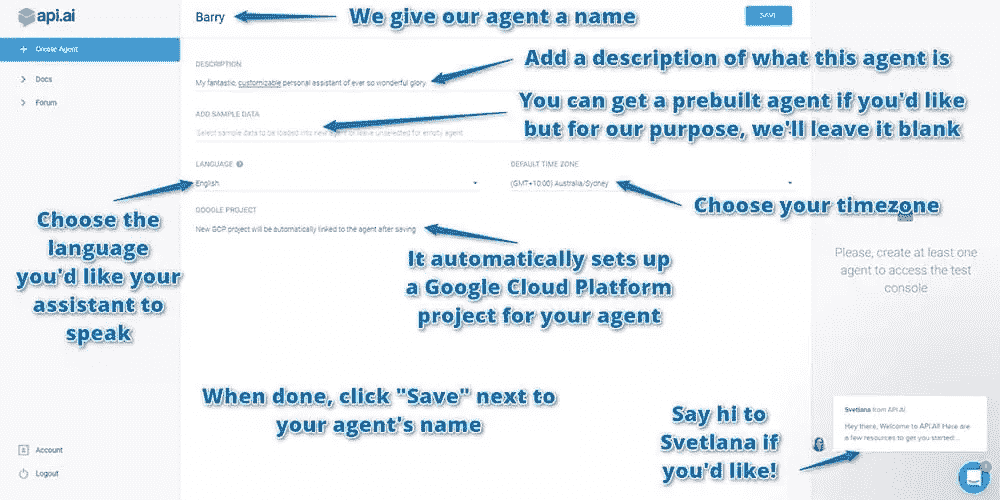 api.ai
Barry
We give our agent a name
SAVE
Create Agent
Docs
Forum
DESCRIPTION
My fantastic, customizable personal assistant of ever so wonderful glory
Add a description of what this agent is
ADD SAMPLE DATA
Select sample data to be loaded into new agent or leave unselected for empty agent
You can get a prebuilt agent if you'd like
but for our purpose, we'll leave it blank
LANGUAGE
English
DEFAULT TIME ZONE
(GMT+10:00) Australia/Sydney
Choose the
language
you'd like your
assistant to
speak
Choose your timezone
GOOGLE PROJECT
New GCP project will be automatically linked to the agent after saving
It automatically sets up
a Google Cloud Platform
project for your agent
Please, create at least one
agent to access the test
console
When done, click "Save" next to
your agent's name
Say hi to
Svetlana if
you'd like!
Svetlana from API.AI
Hey there, Welcome to API.AI! Here are
a few resources to get you started:...
Account
Logout